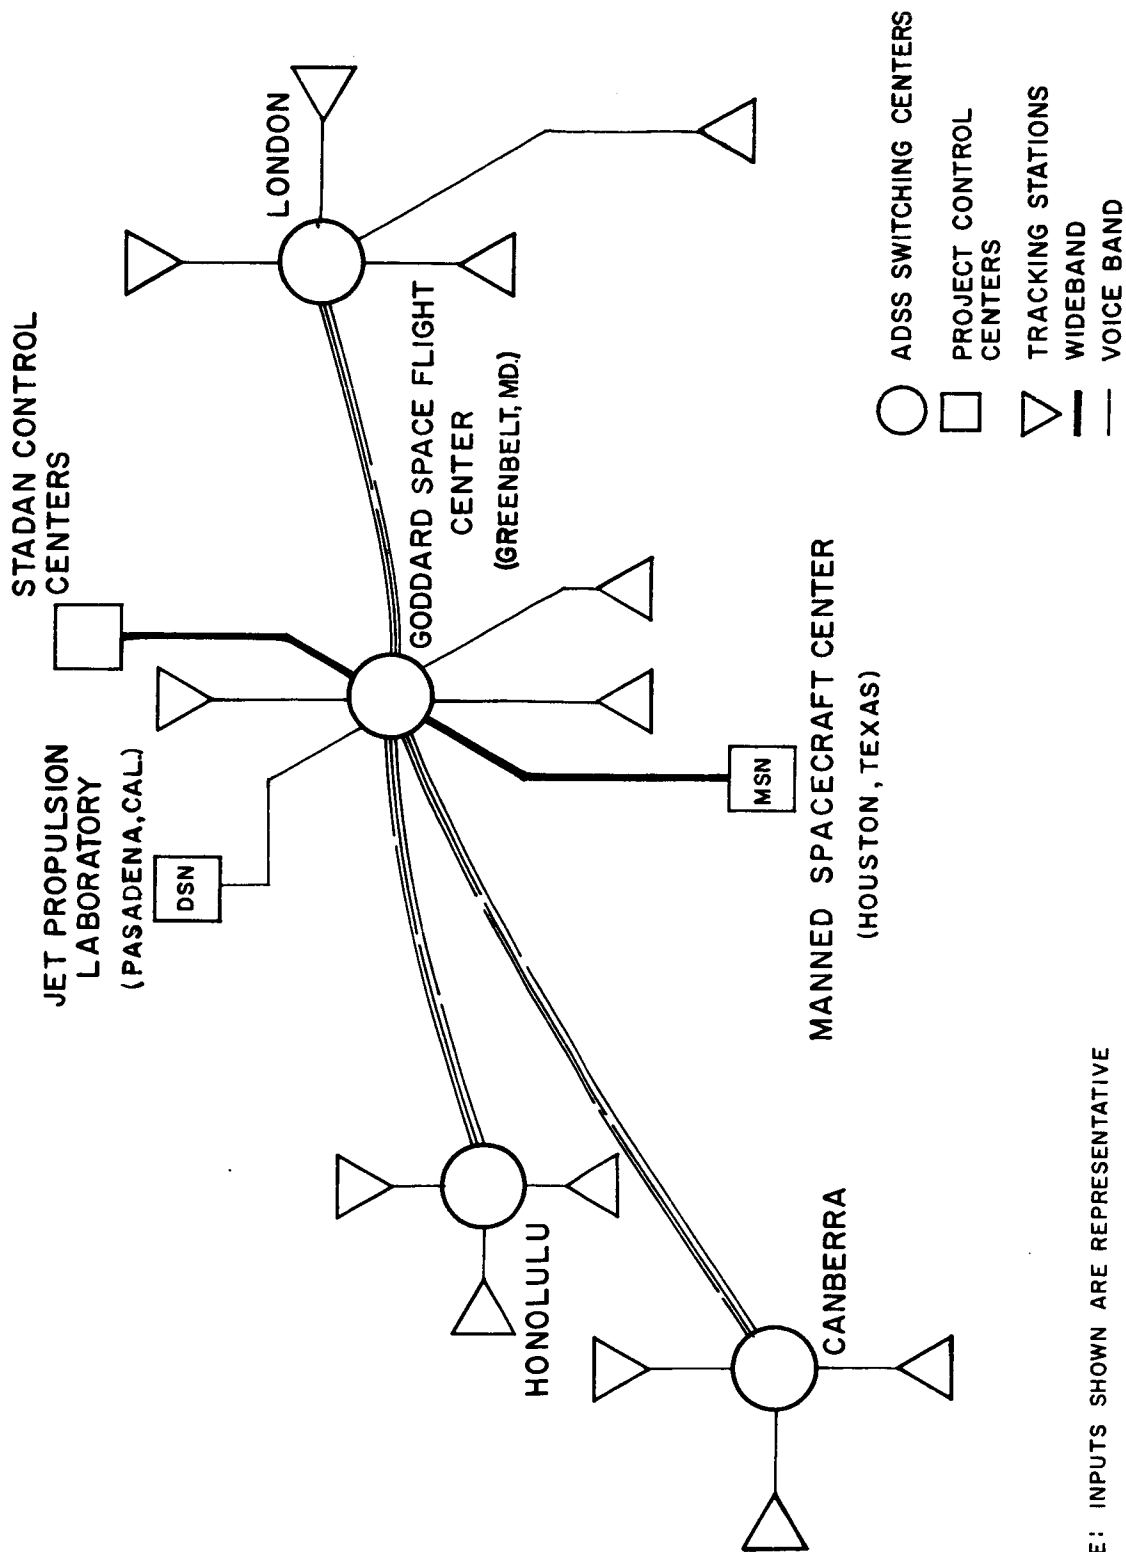 STADAN CONTROL
CENTERS
LONDON
JET PROPULSION
LABORATORY
(PASADENA, CAL.)
DSN
GODDARD SPACE FLIGHT
CENTER
(GREENBELT, MD.)
HONOLULU
MSN
MANNED SPACECRAFT CENTER
(HOUSTON, TEXAS)
CANBERRA
ADSS SWITCHING CENTERS
PROJECT CONTROL
CENTERS
TRACKING STATIONS
WIDEBAND
VOICE BAND
E: INPUTS SHOWN ARE REPRESENTATIVE